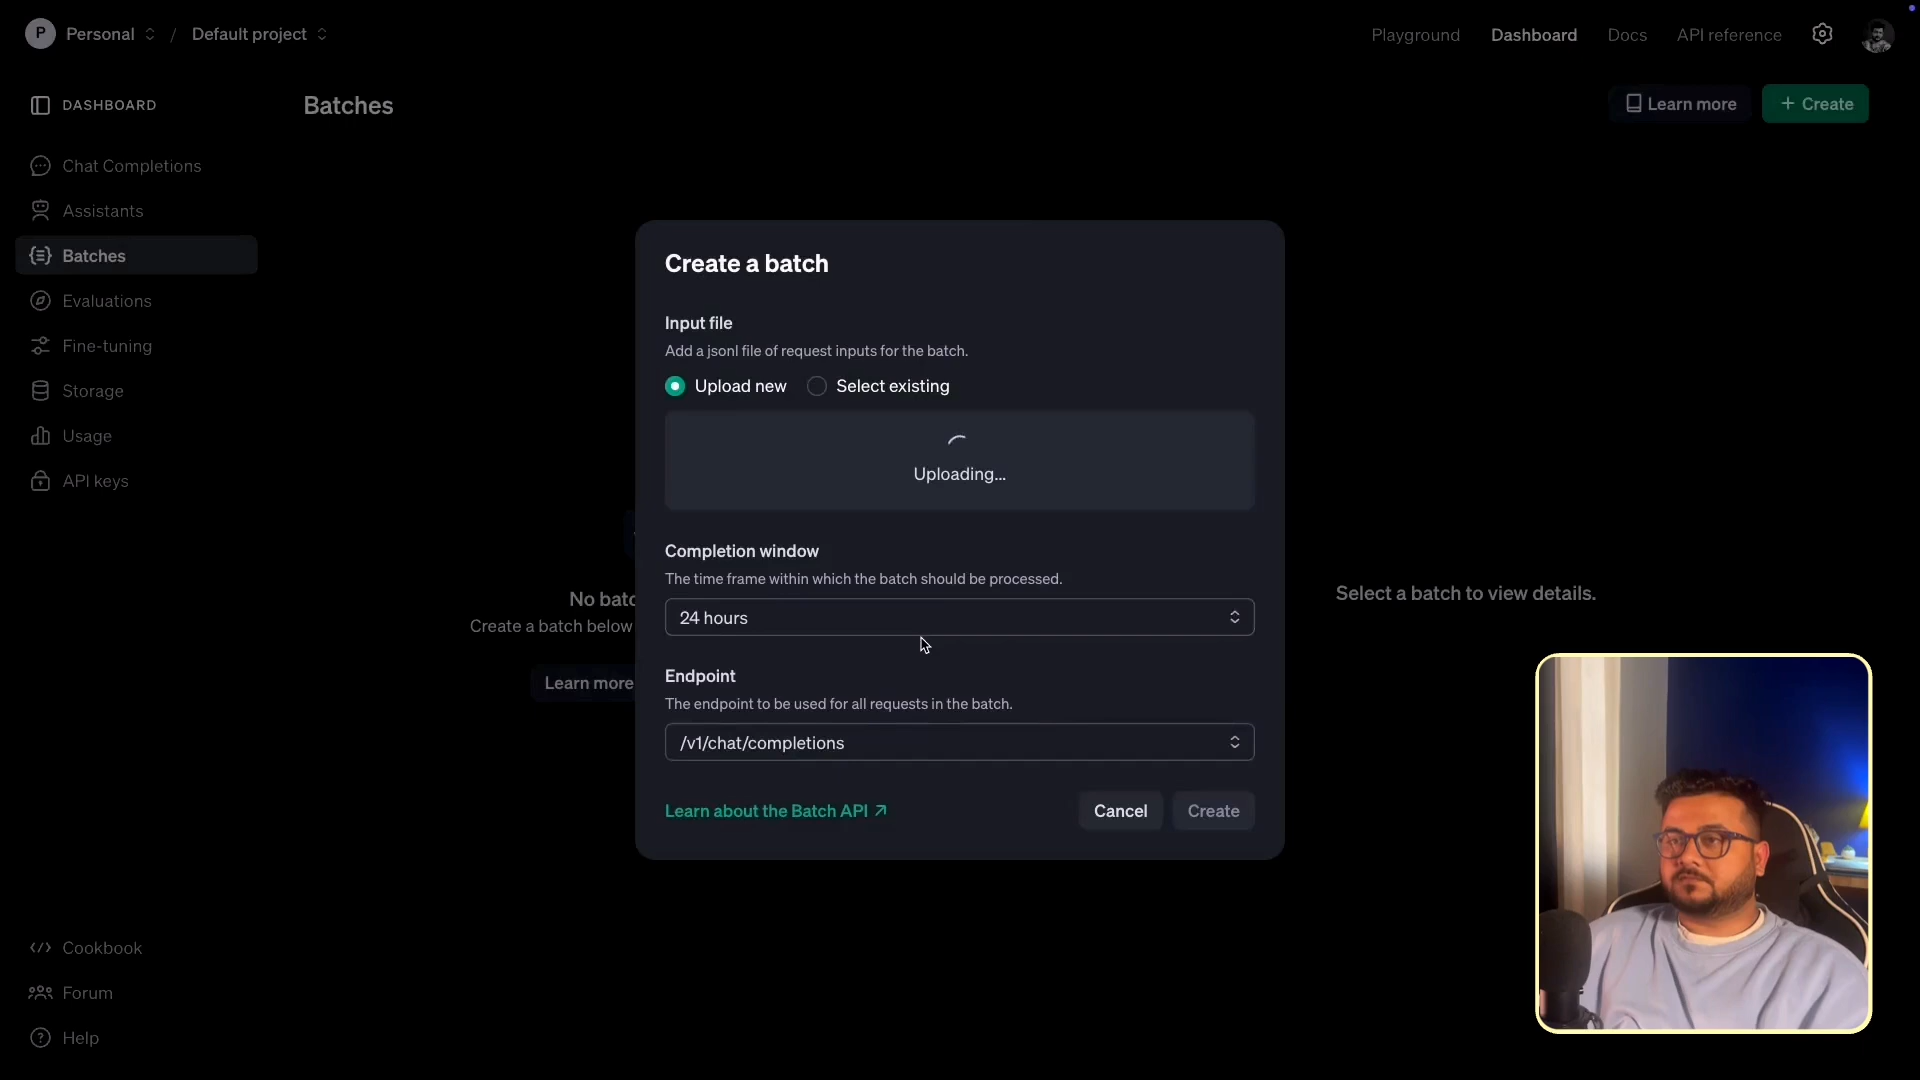 P Personal / Default project
Playground Dashboard Docs API reference
DASHBOARD
Batches
Learn more
+ Create
Chat Completions
Assistants
Batches
Evaluations
Fine-tuning
Storage
Usage
API keys
Create a batch
Input file
Add a jsonl file of request inputs for the batch.
Upload new Select existing
Uploading...
Completion window
The time frame within which the batch should be processed.
24 hours
Endpoint
The endpoint to be used for all requests in the batch.
/v1/chat/completions
Learn about the Batch API ↗
Cancel Create
No batc
Create a batch below
Learn more
Select a batch to view details.
Cookbook
Forum
Help